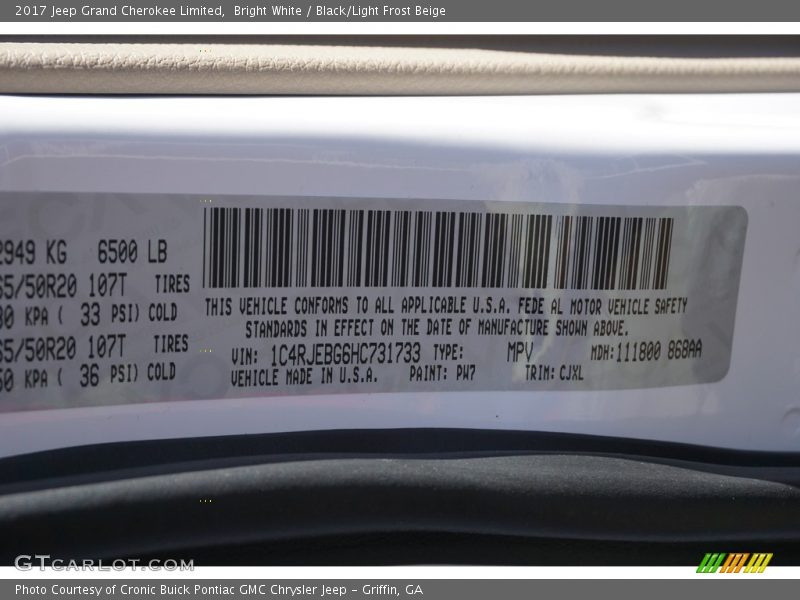 2017 Jeep Grand Cherokee Limited, Bright White / Black/Light Frost Beige
2949 KG 6500 LB
65/50R20 107T TIRES
KPA ( 33 PSI) COLD
65/50R20 107T TIRES
KPA ( 36 PSI) COLD
THIS VEHICLE CONFORMS TO ALL APPLICABLE U.S.A. FEDE AL MOTOR VEHICLE SAFETY
STANDARDS IN EFFECT ON THE DATE OF MANUFACTURE SHOWN ABOVE.
VIN: 1C4RJEBG6HC731733 TYPE: MPV MDH:111800 868AA
VEHICLE MADE IN U.S.A. PAINT: PW7 TRIM: CJXL
GTCARLOT.COM
Photo Courtesy of Cronic Buick Pontiac GMC Chrysler Jeep - Griffin, GA